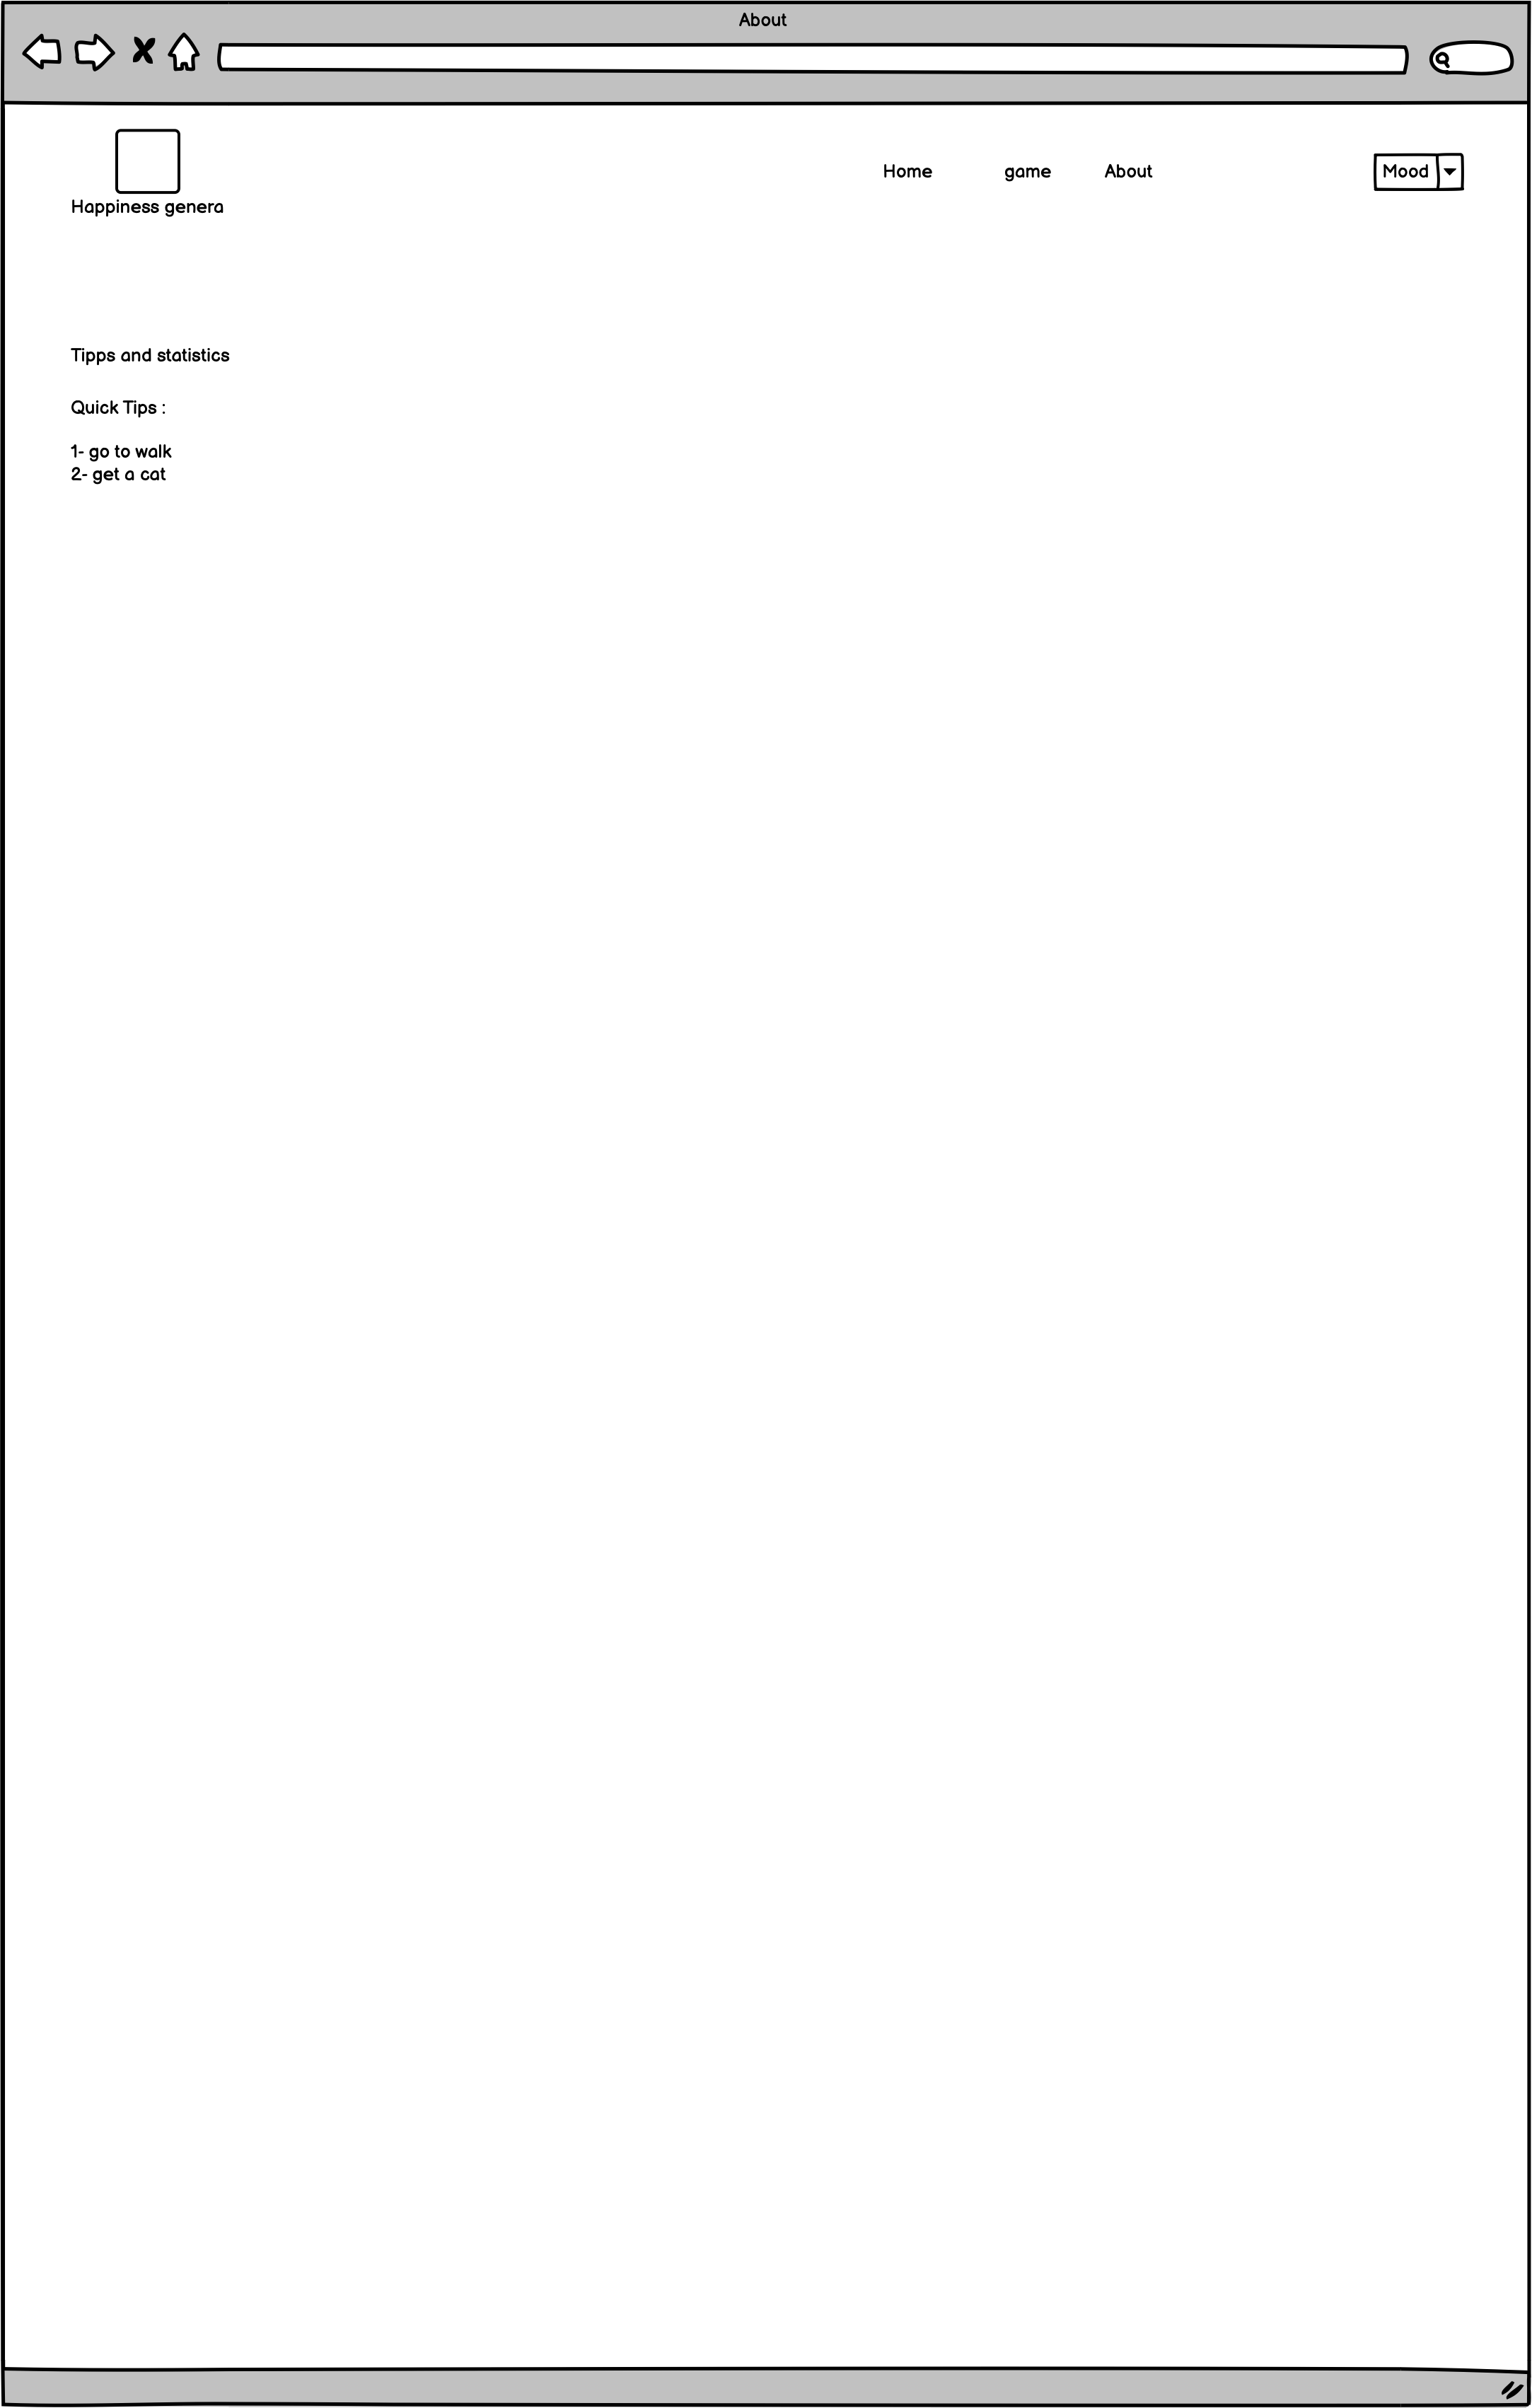 About
Home game About Mood
Happiness genera
Tipps and statistics
Quick Tips :
1- go to walk
2- get a cat